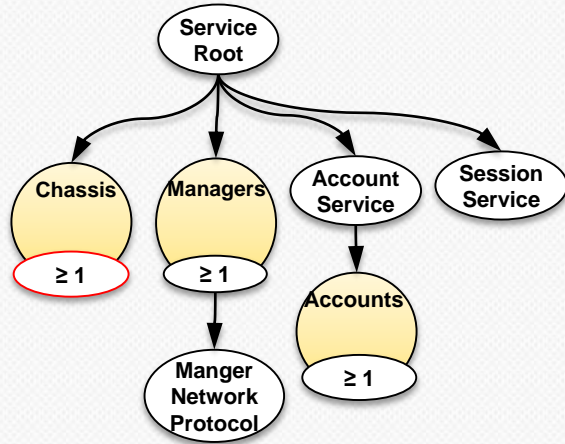 Service
Root
Chassis
Managers
Account
Service
Session
Service
≥ 1
≥ 1
Accounts
≥ 1
Manger
Network
Protocol